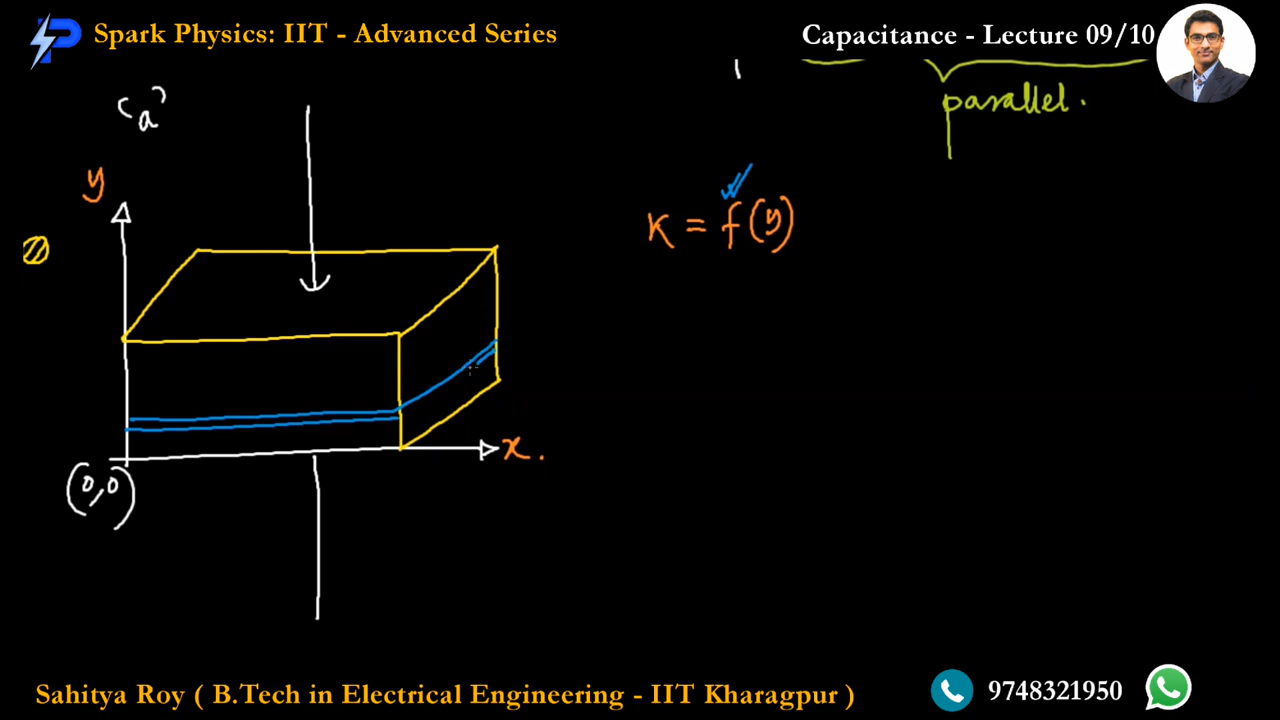 Spark Physics: IIT - Advanced Series
Capacitance - Lecture 09/10
parallel.
(a)
y
K = f(y)
x.
(0,0)
Sahitya Roy ( B.Tech in Electrical Engineering - IIT Kharagpur )
9748321950